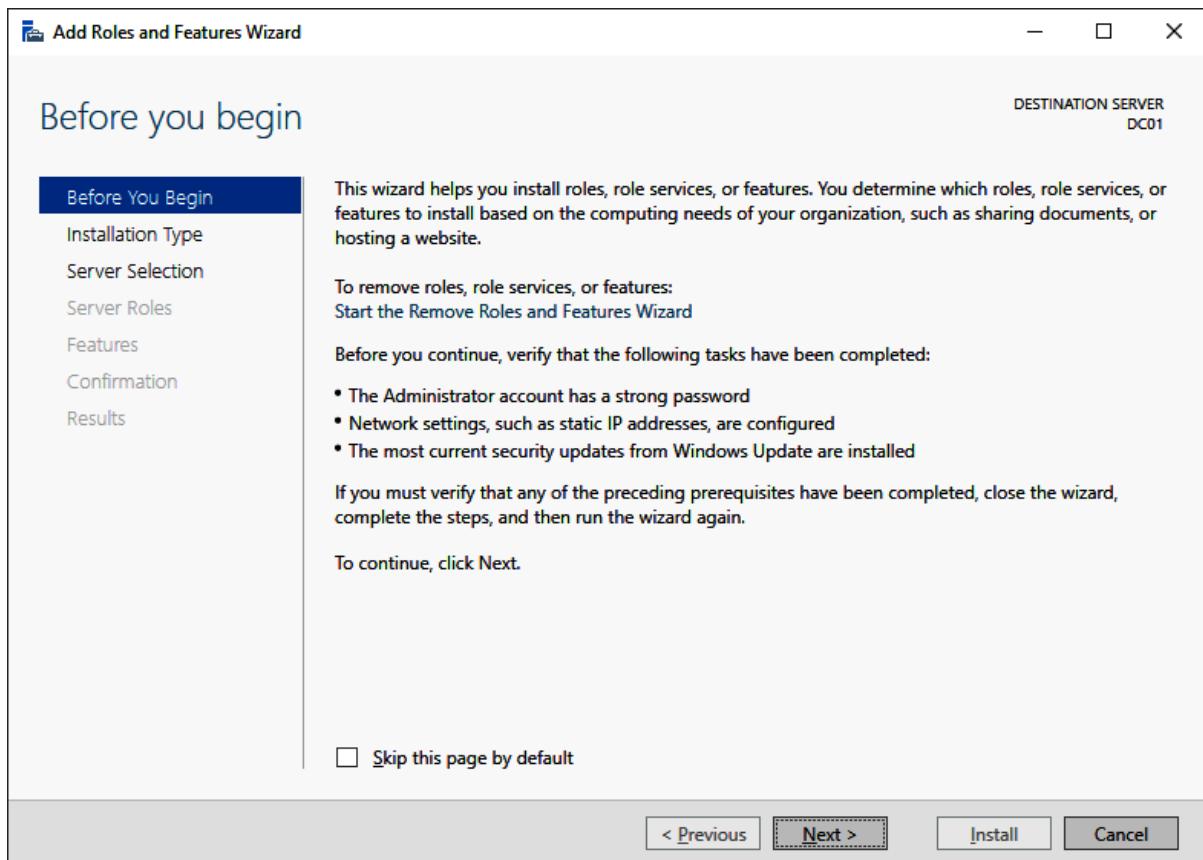 Add Roles and Features Wizard
Before you begin
DESTINATION SERVER
DC01
Before You Begin
Installation Type
Server Selection
Server Roles
Features
Confirmation
Results
This wizard helps you install roles, role services, or features. You determine which roles, role services, or
features to install based on the computing needs of your organization, such as sharing documents, or
hosting a website.
To remove roles, role services, or features:
Start the Remove Roles and Features Wizard
Before you continue, verify that the following tasks have been completed:
• The Administrator account has a strong password
• Network settings, such as static IP addresses, are configured
• The most current security updates from Windows Update are installed
If you must verify that any of the preceding prerequisites have been completed, close the wizard,
complete the steps, and then run the wizard again.
To continue, click Next.
Skip this page by default
< Previous
Next >
Install
Cancel